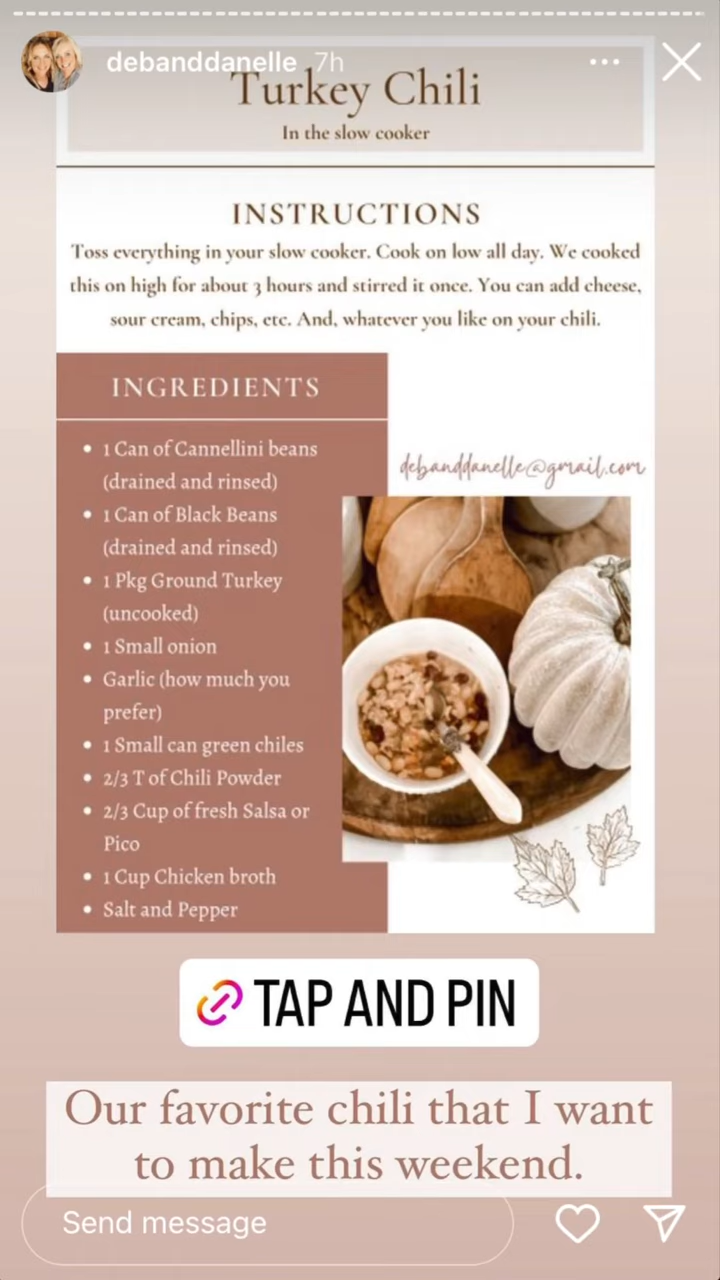 debanddanelle 7h
Turkey Chili
In the slow cooker
INSTRUCTIONS
Toss everything in your slow cooker. Cook on low all day. We cooked
this on high for about 3 hours and stirred it once. You can add cheese,
sour cream, chips, etc. And, whatever you like on your chili.
INGREDIENTS
• 1 Can of Cannellini beans
(drained and rinsed)
• 1 Can of Black Beans
(drained and rinsed)
• 1 Pkg Ground Turkey
(uncooked)
• 1 Small onion
• Garlic (how much you
prefer)
• 1 Small can green chiles
• 2/3 T of Chili Powder
• 2/3 Cup of fresh Salsa or
Pico
• 1 Cup Chicken broth
• Salt and Pepper
debanddanelle@gmail.com
TAP AND PIN
Our favorite chili that I want
to make this weekend.
Send message